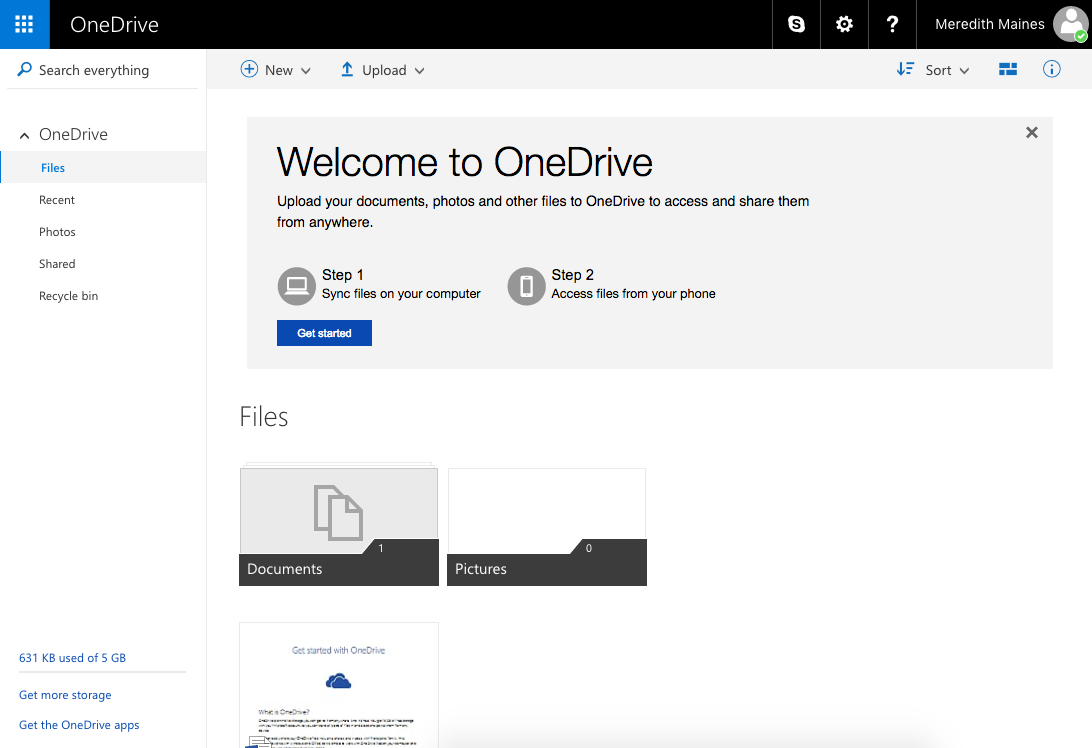 OneDrive
?
Meredith Maines
Search everything
New
Upload
Sort
OneDrive
Files
Recent
Photos
Shared
Recycle bin
Welcome to OneDrive
Upload your documents, photos and other files to OneDrive to access and share them
from anywhere.
Step 1
Sync files on your computer
Step 2
Access files from your phone
Get started
Files
1
Documents
0
Pictures
Get started with OneDrive
What is OneDrive?
631 KB used of 5 GB
Get more storage
Get the OneDrive apps